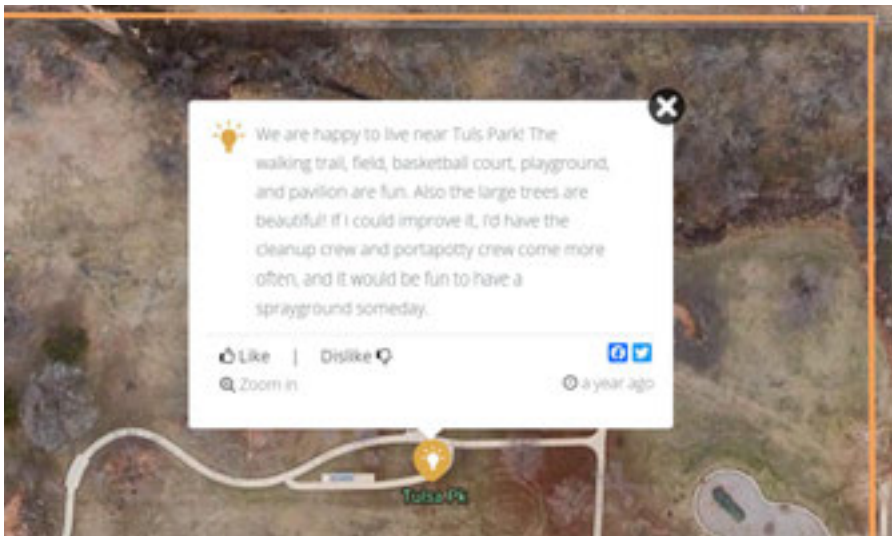 We are happy to live near Tuls Park! The
walking trail, field, basketball court, playground,
and pavilion are fun. Also the large trees are
beautiful! If I could improve it, I'd have the
cleanup crew and portapotty crew come more
often, and it would be fun to have a
sprayground someday.
Like | Dislike
Zoom in
a year ago
Tulsa Pk